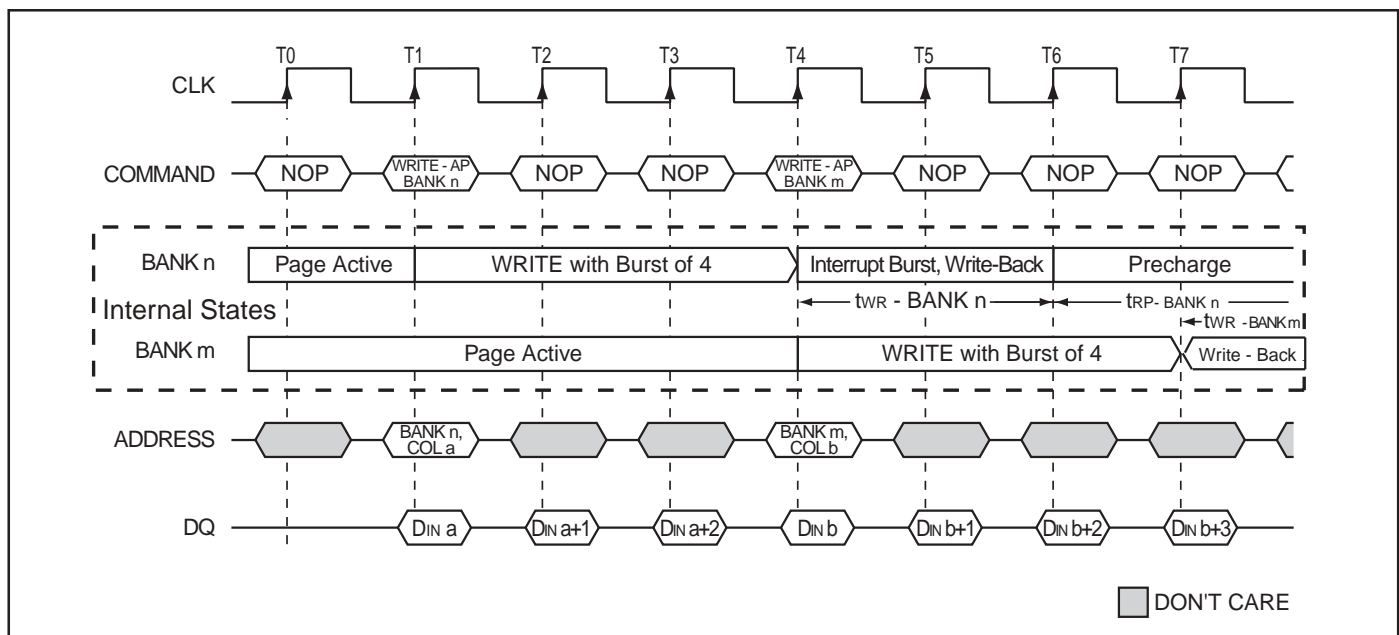 T0 T1 T2 T3 T4 T5 T6 T7
CLK
COMMAND NOP WRITE - AP BANK n NOP NOP WRITE - AP BANK m NOP NOP NOP
BANK n Page Active WRITE with Burst of 4 Interrupt Burst, Write-Back Precharge
tWR - BANK n tRP - BANK n
Internal States
tWR - BANK m
BANK m Page Active WRITE with Burst of 4 Write - Back
ADDRESS BANK n, COL a BANK m, COL b
DQ DIN a DIN a+1 DIN a+2 DIN b DIN b+1 DIN b+2 DIN b+3
DON'T CARE